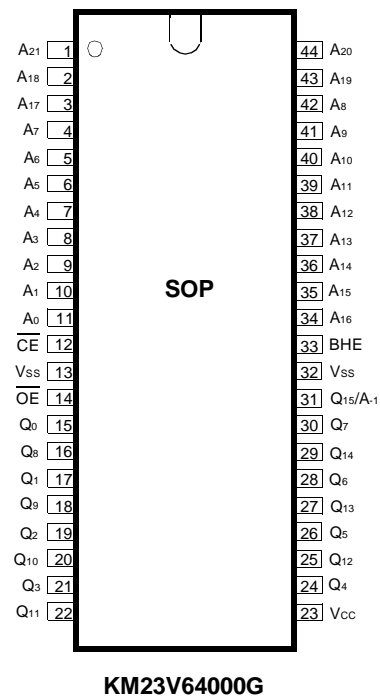 A21 1 44 A20
A18 2 43 A19
A17 3 42 A8
A7 4 41 A9
A6 5 40 A10
A5 6 39 A11
A4 7 38 A12
A3 8 37 A13
A2 9 36 A14
A1 10 SOP 35 A15
A0 11 34 A16
CE 12 33 BHE
VSS 13 32 VSS
OE 14 31 Q15/A-1
Q0 15 30 Q7
Q8 16 29 Q14
Q1 17 28 Q6
Q9 18 27 Q13
Q2 19 26 Q5
Q10 20 25 Q12
Q3 21 24 Q4
Q11 22 23 VCC
KM23V64000G